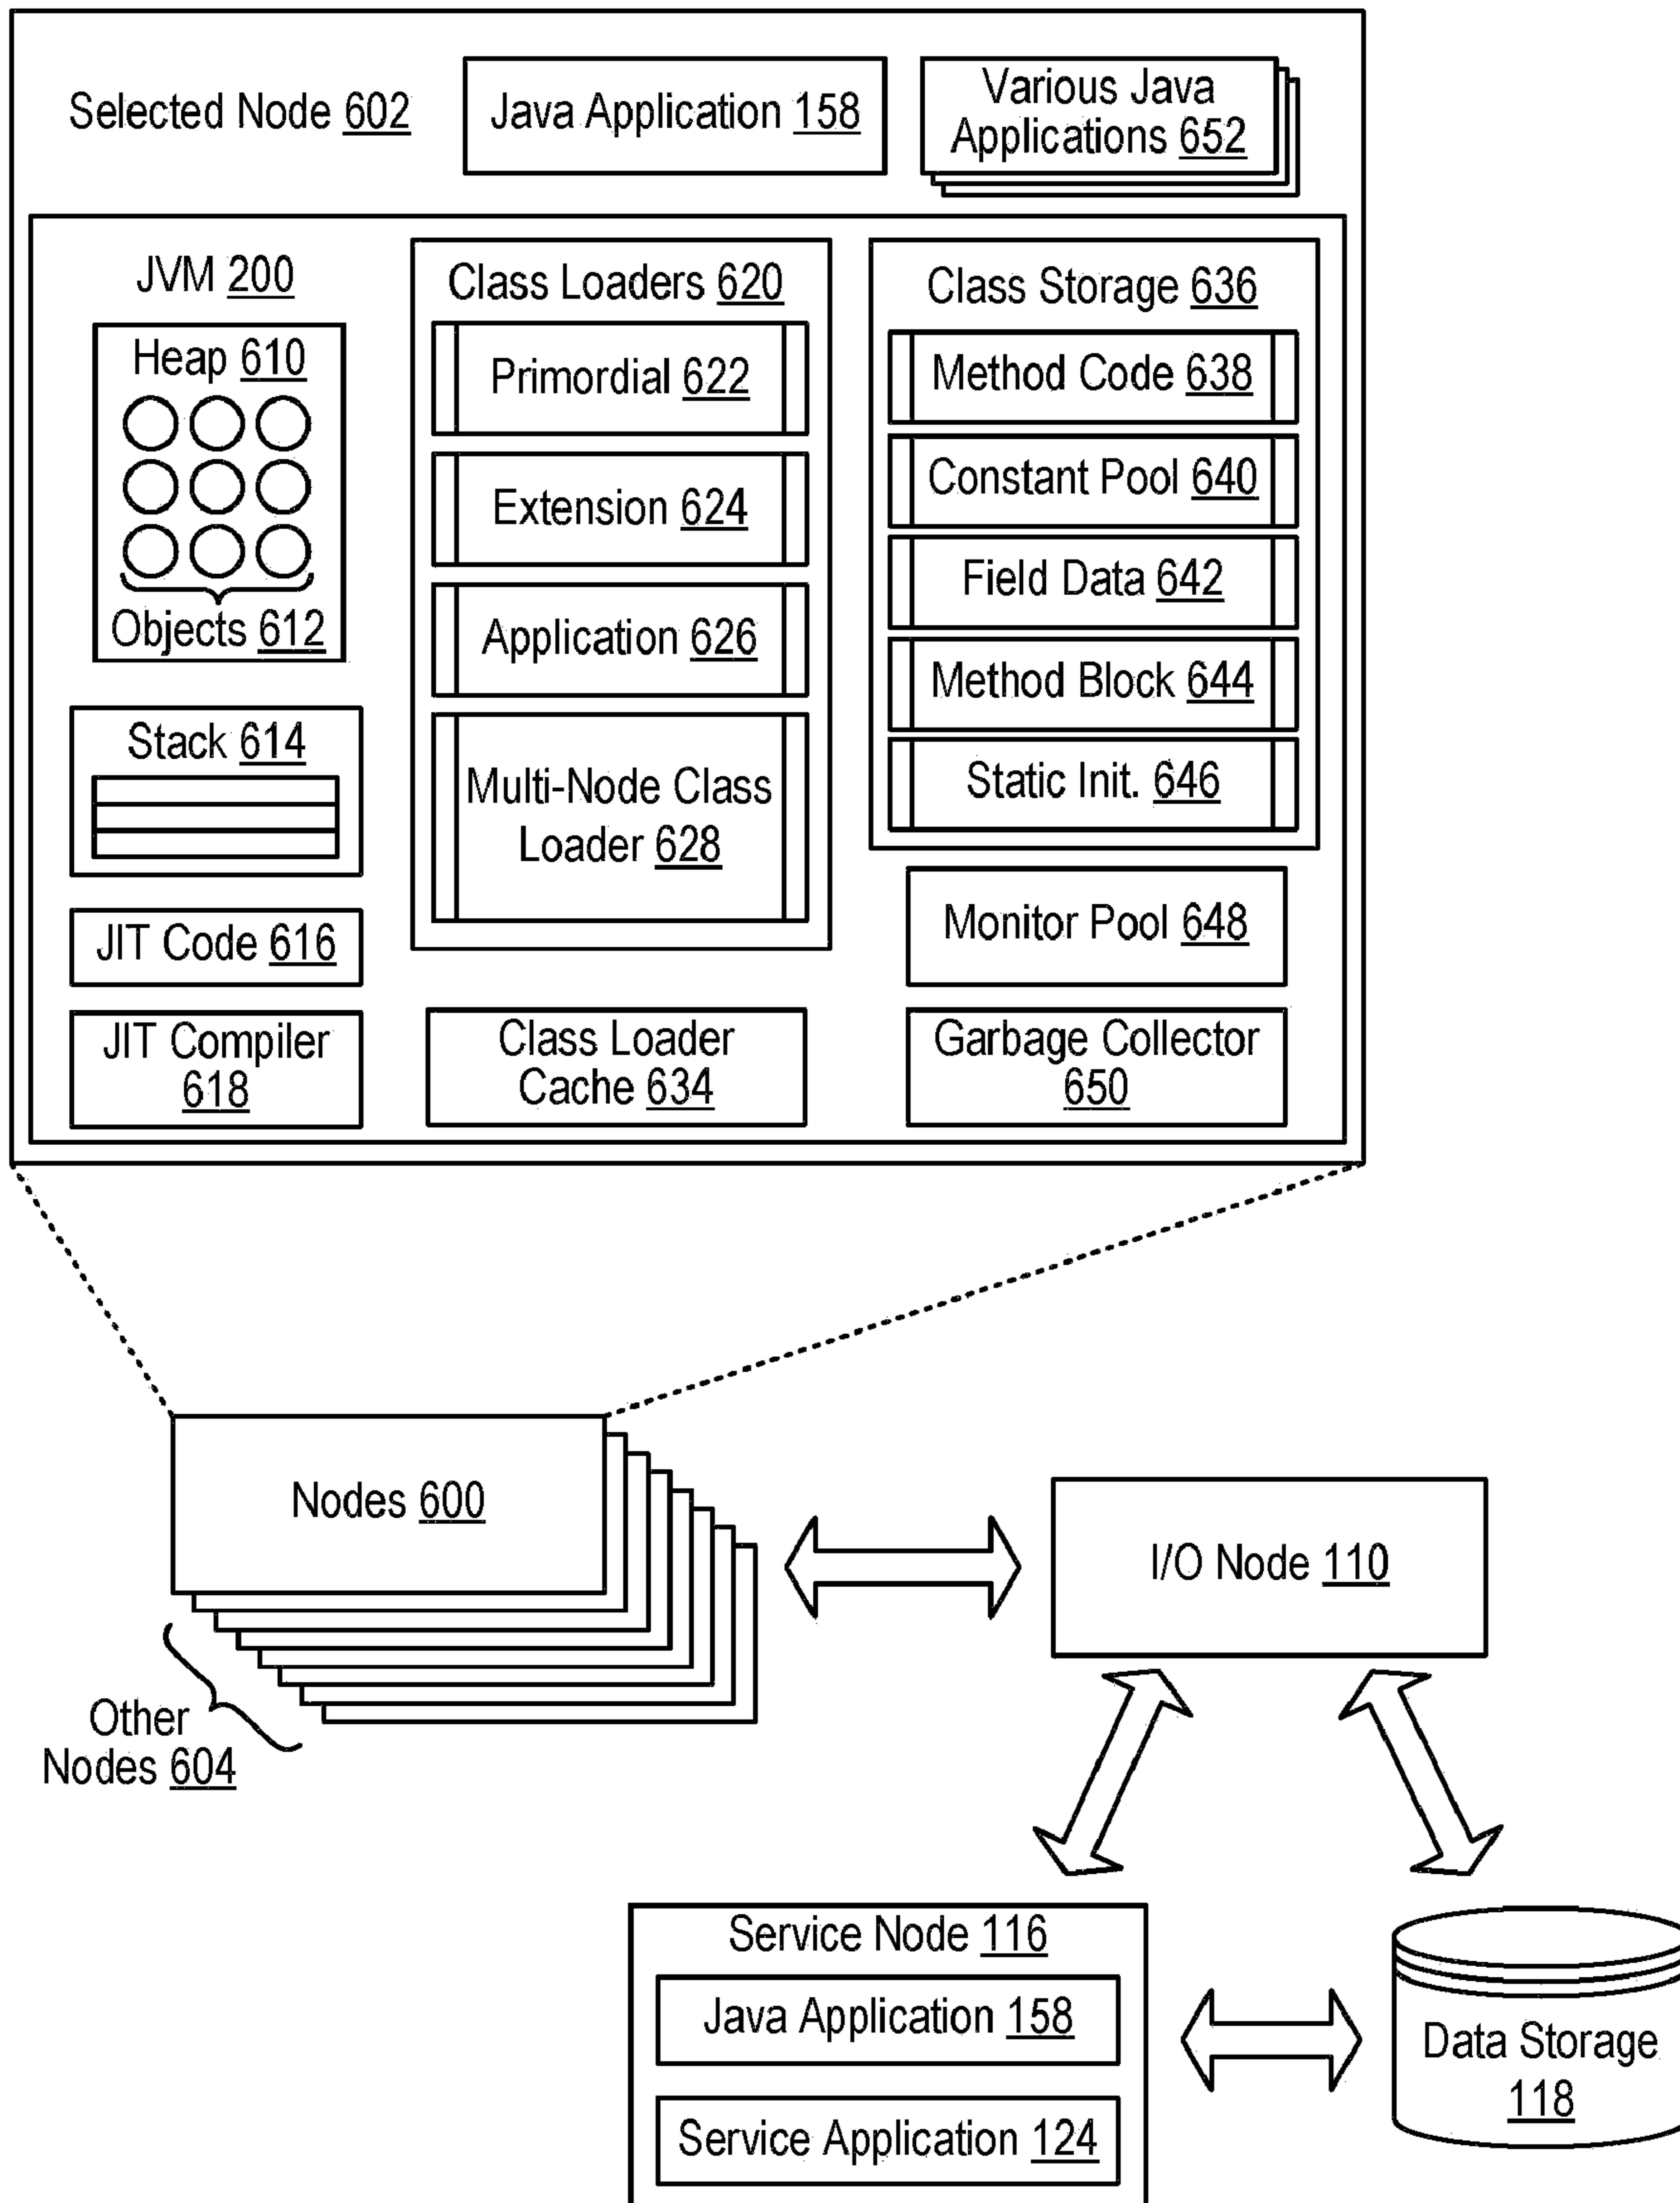 Selected Node 602
Java Application 158
Various Java
Applications 652
JVM 200
Heap 610
Objects 612
Stack 614
JIT Code 616
JIT Compiler
618
Class Loaders 620
Primordial 622
Extension 624
Application 626
Multi-Node Class
Loader 628
Class Loader
Cache 634
Class Storage 636
Method Code 638
Constant Pool 640
Field Data 642
Method Block 644
Static Init. 646
Monitor Pool 648
Garbage Collector
650
Nodes 600
Other
Nodes 604
I/O Node 110
Service Node 116
Java Application 158
Service Application 124
Data Storage
118